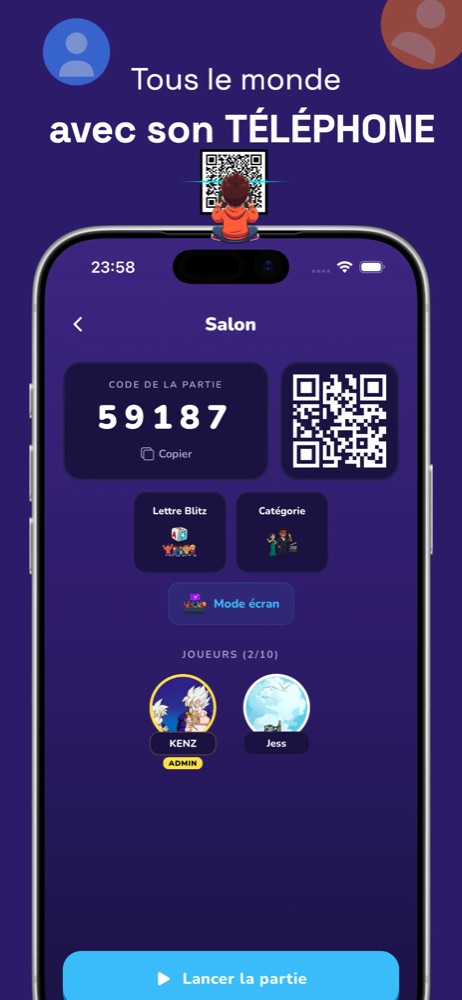 Tous le monde
avec son TÉLÉPHONE
23:58
Salon
CODE DE LA PARTIE
59187
Copier
Lettre Blitz
Catégorie
Mode écran
JOUEURS (2/10)
KENZ
Jess
ADMIN
Lancer la partie